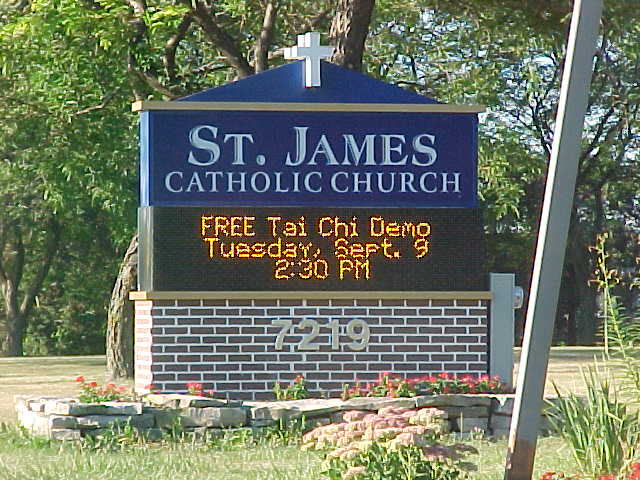 ST. JAMES
CATHOLIC CHURCH
FREE Tai Chi Demo
Tuesday, Sept. 9
2:30 PM
7219